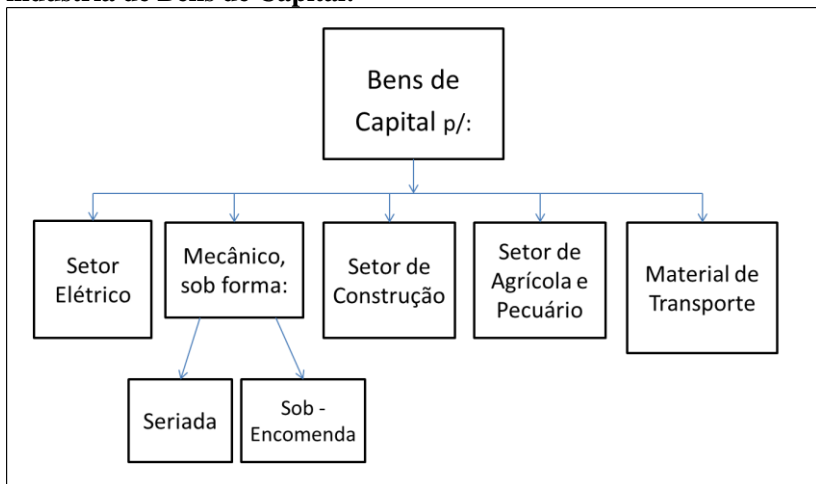 Indústria de Bens de Capital.
Bens de
Capital p/:
Setor
Elétrico
Mecânico,
sob forma:
Setor de
Construção
Setor de
Agrícola e
Pecuário
Material de
Transporte
Seriada
Sob -
Encomenda